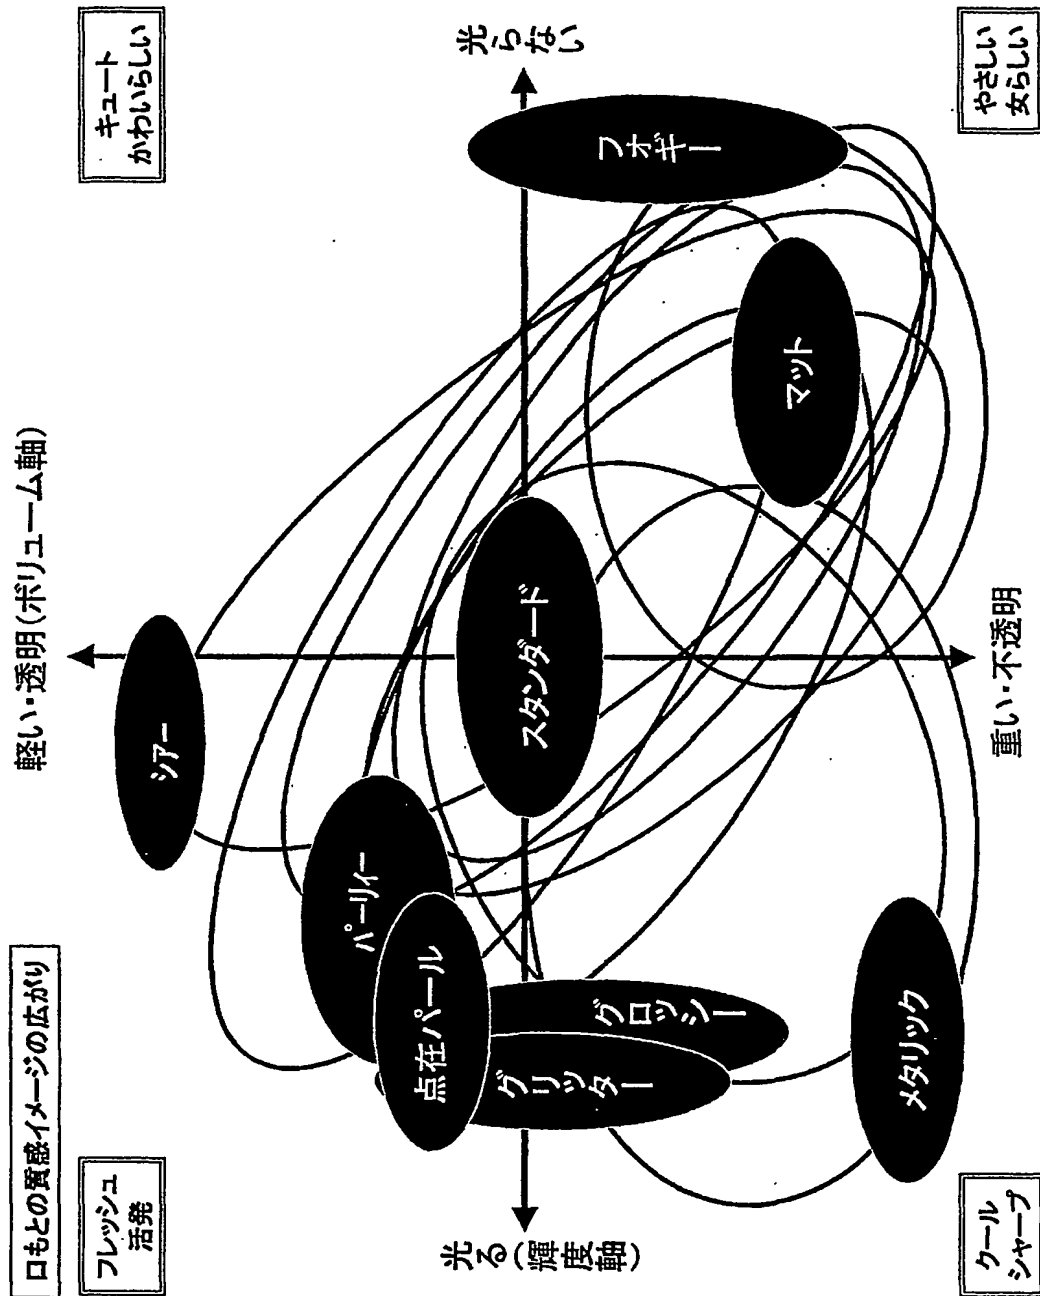 口もとの質感イメージの広がり
フレッシュ
活発
軽い・透明(ボリューム軸)
キュート
かわいらしい
シアー
パーリィー
点在パール
グリッター
グロッシー
スタンダード
フォギー
マット
メタリック
光る(輝度軸)
光らない
クール
シャープ
重い・不透明
やさしい
女らしい